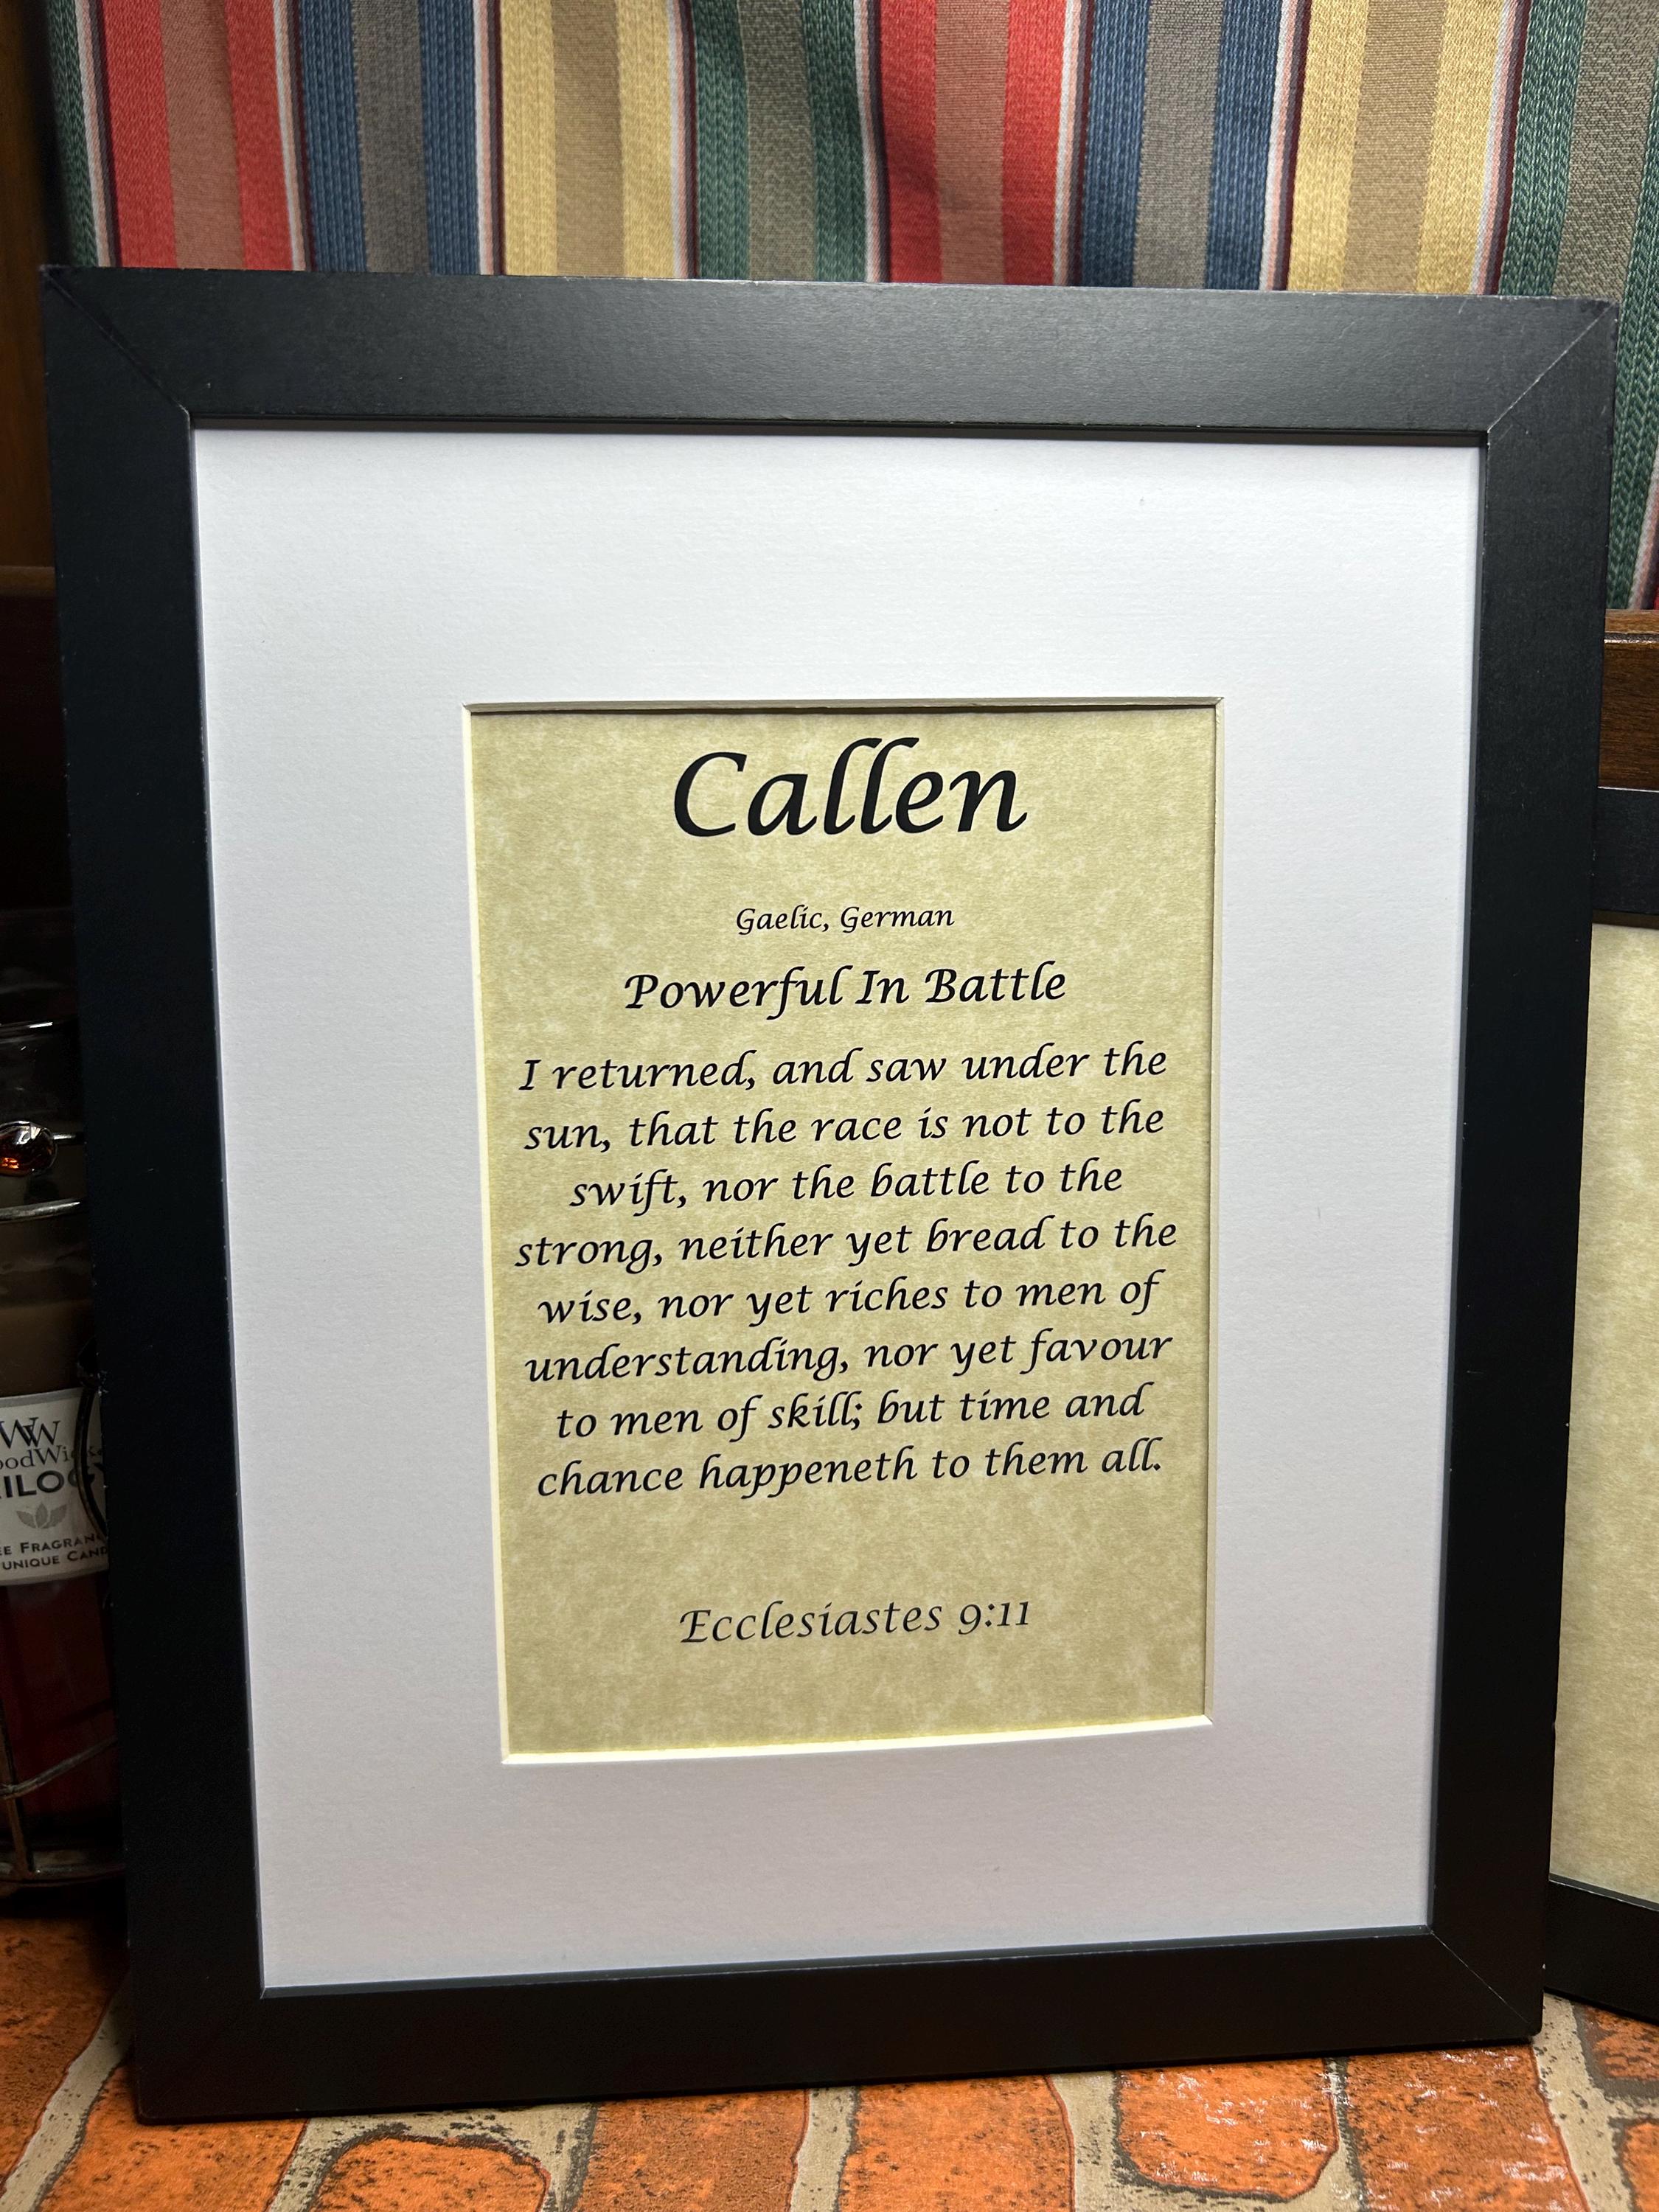 Callen
Gaelic, German
Powerful In Battle
I returned, and saw under the
sun, that the race is not to the
swift, nor the battle to the
strong, neither yet bread to the
wise, nor yet riches to men of
understanding, nor yet favour
to men of skill; but time and
chance happeneth to them all.
Ecclesiastes 9:11
WW
UNIQUE